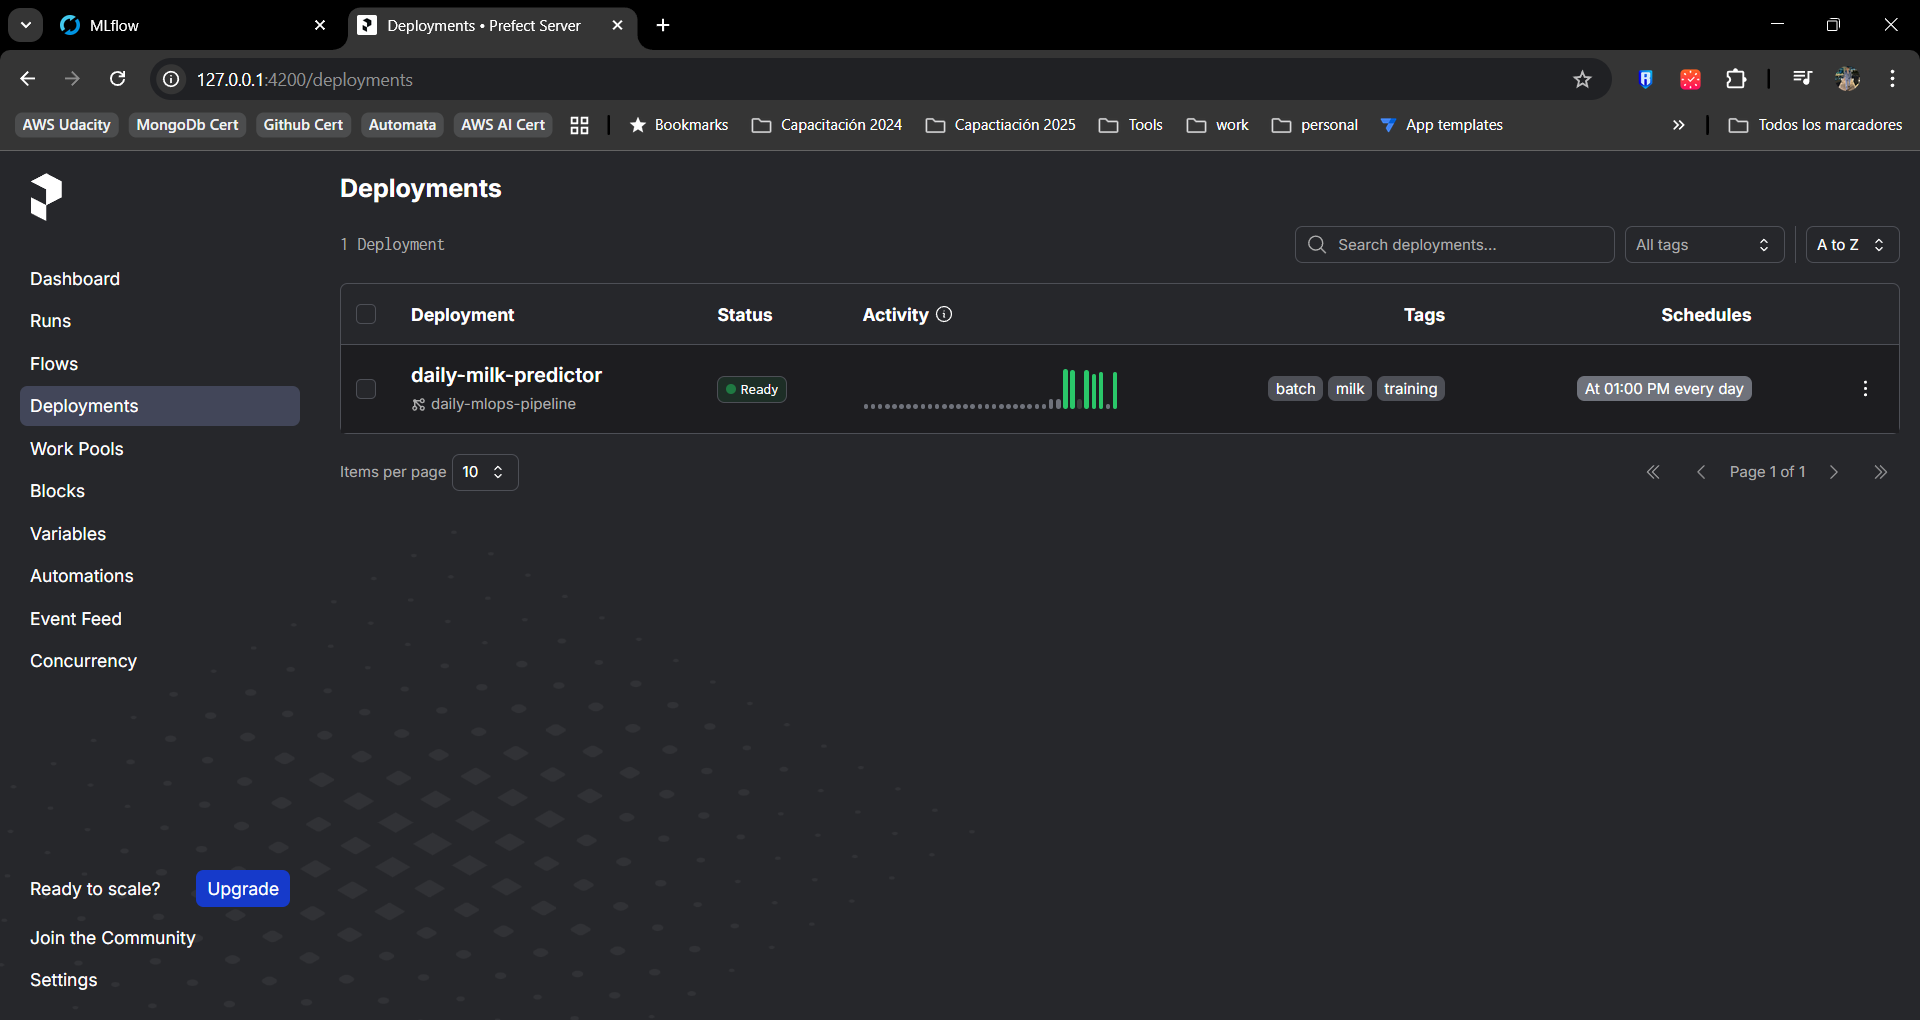 MLflow
Deployments • Prefect Server
127.0.0.1:4200/deployments
AWS Udacity MongoDb Cert Github Cert Automata AWS AI Cert Bookmarks Capacitación 2024 Capactiación 2025 Tools work personal App templates » Todos los marcadores
Deployments
1 Deployment
Search deployments...
All tags
A to Z
Dashboard
Runs
Flows
Deployments
Work Pools
Blocks
Variables
Automations
Event Feed
Concurrency
Deployment Status Activity Tags Schedules
daily-milk-predictor
daily-mlops-pipeline
Ready
batch milk training
At 01:00 PM every day
Items per page 10
Page 1 of 1
Ready to scale? Upgrade
Join the Community
Settings